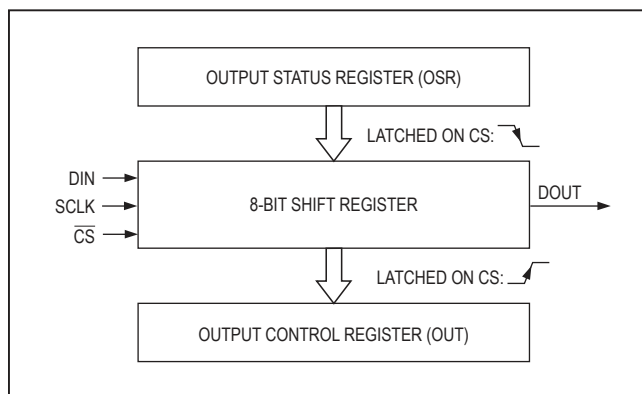 OUTPUT STATUS REGISTER (OSR)
LATCHED ON CS:
DIN
SCLK
CS
8-BIT SHIFT REGISTER
DOUT
LATCHED ON CS:
OUTPUT CONTROL REGISTER (OUT)